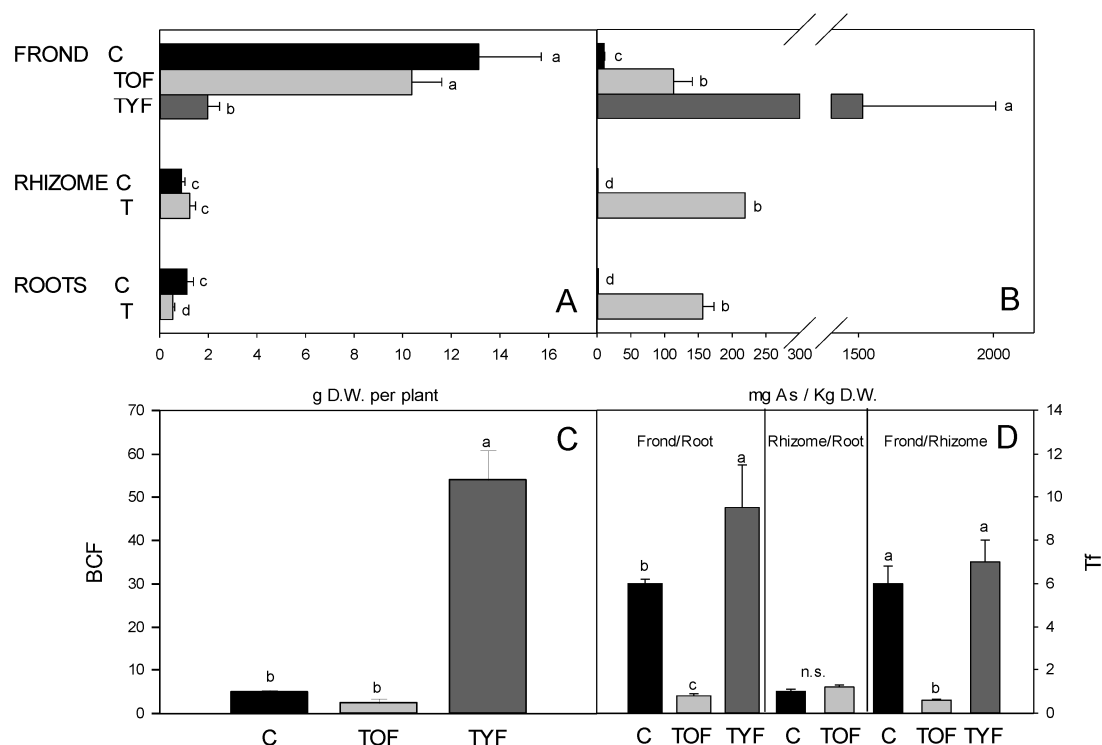 FROND C a c
TOF a b
TYF b a
RHIZOME C c d
T c b
ROOTS C c d
T d b
A B
0 2 4 6 8 10 12 14 16 0 50 100 150 200 250 300 1500 2000
g D.W. per plant mg As / Kg D.W.
70 C Frond/Root Rhizome/Root Frond/Rhizome D 14
60 a a 12
50 10
40 a a 8
BCF b Tf
30 6
20 4
10 b b c n.s. b 2
0 0
C TOF TYF C TOF TYF C TOF C TOF TYF